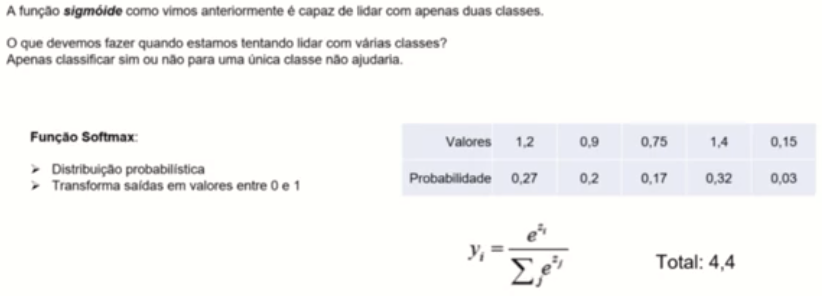 A função sigmóide como vimos anteriormente é capaz de lidar com apenas duas classes.
O que devemos fazer quando estamos tentando lidar com várias classes?
Apenas classificar sim ou não para uma única classe não ajudaria.
Função Softmax:
➢ Distribuição probabilística
➢ Transforma saídas em valores entre 0 e 1
Valores 1,2 0,9 0,75 1,4 0,15
Probabilidade 0,27 0,2 0,17 0,32 0,03
y_i = e^{z_i} / ∑_j e^{z_j}
Total: 4,4